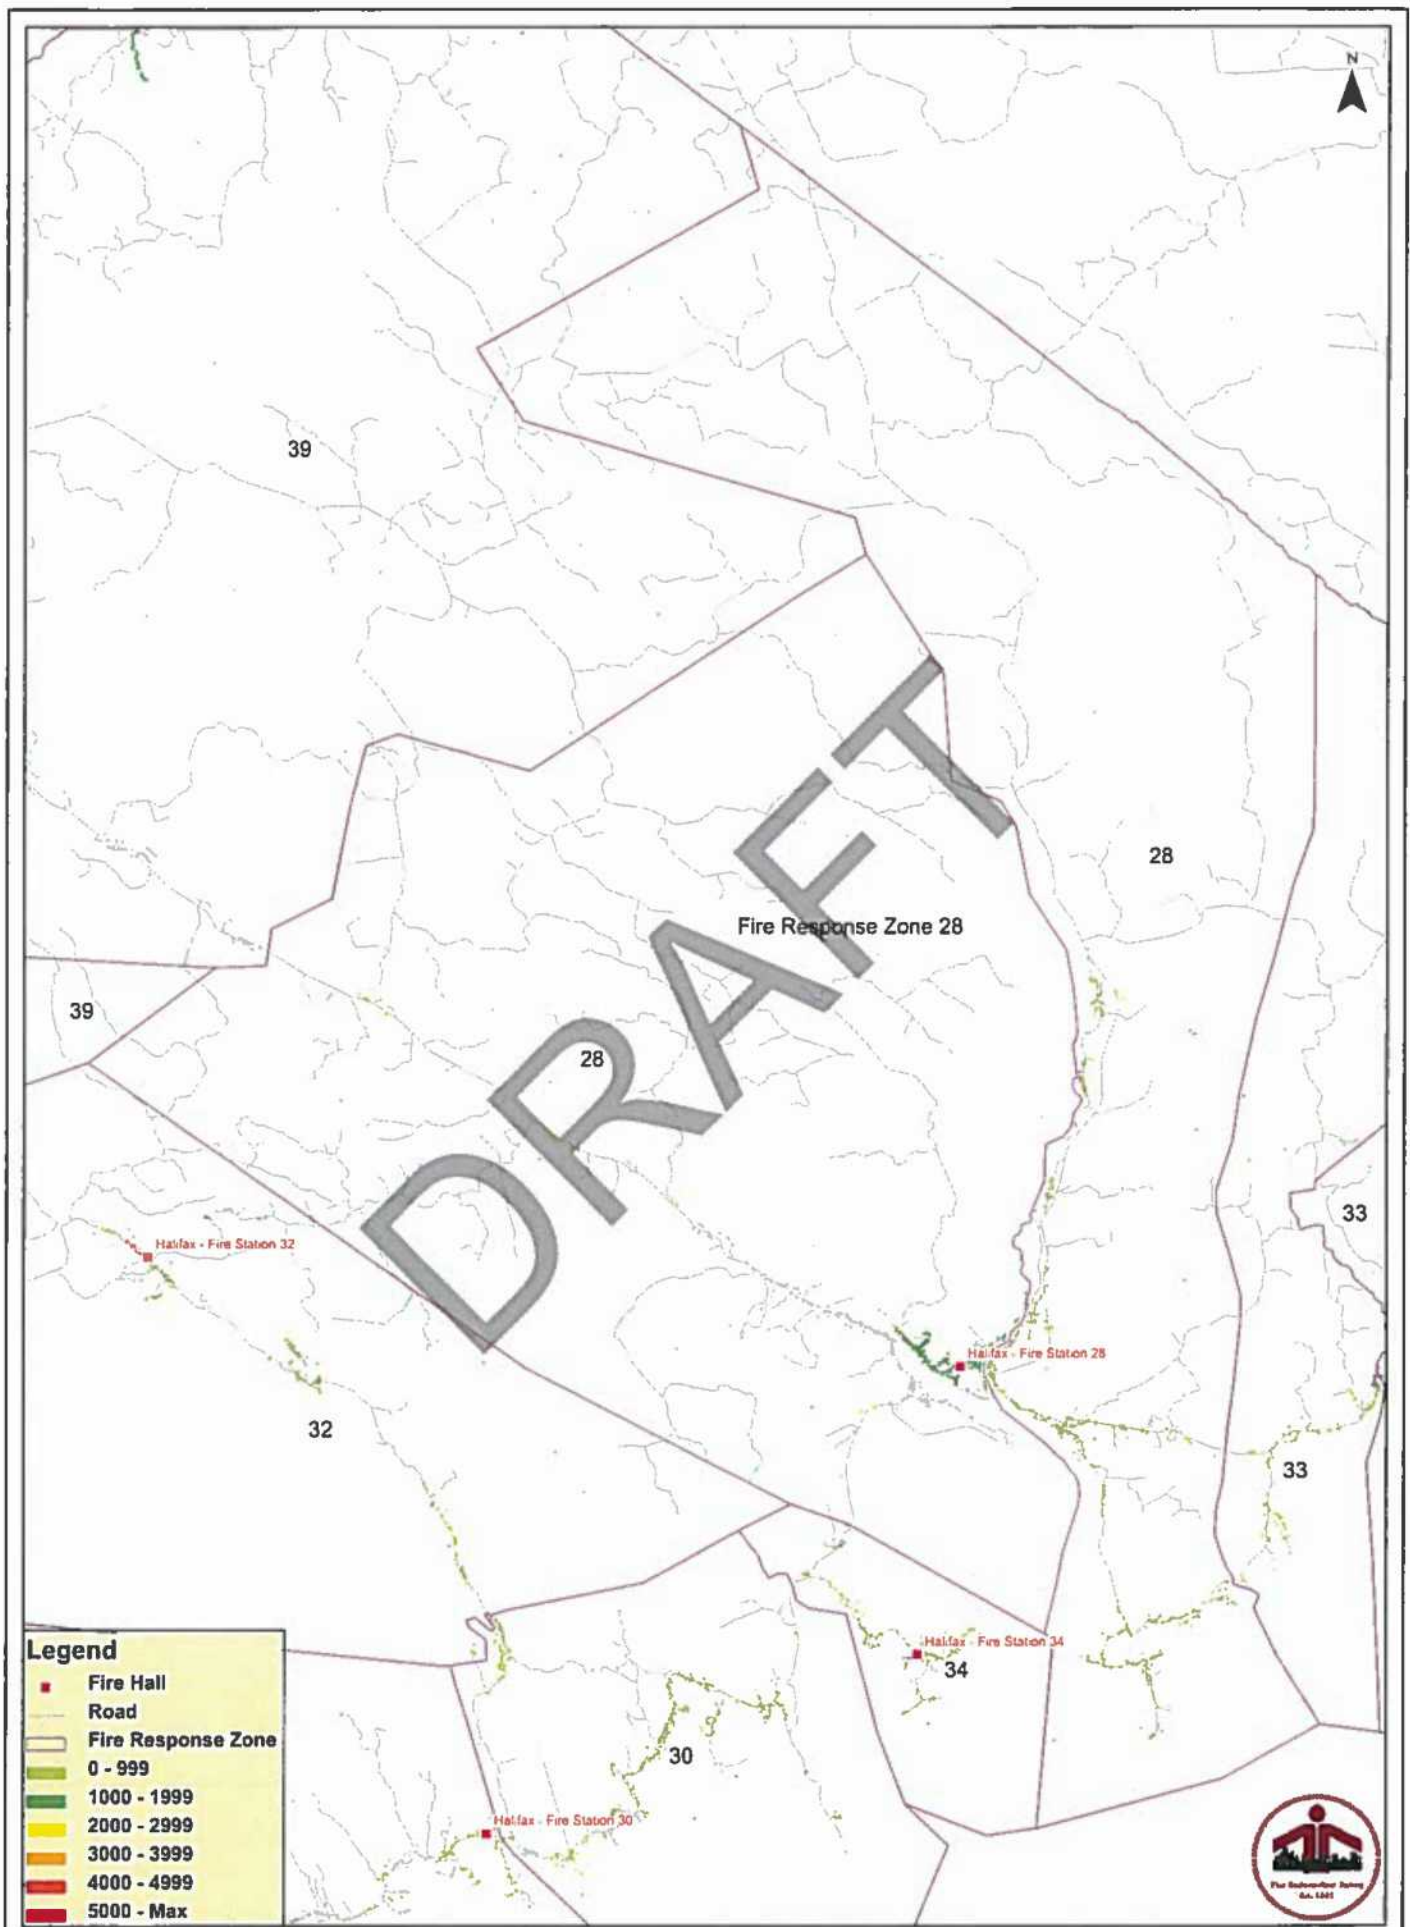 N
39
28
Fire Response Zone 28
DRAFT
39
28
33
Halifax - Fire Station 32
Halifax - Fire Station 28
32
33
Halifax - Fire Station 34
34
30
Halifax - Fire Station 30
Legend
Fire Hall
Road
Fire Response Zone
0 - 999
1000 - 1999
2000 - 2999
3000 - 3999
4000 - 4999
5000 - Max